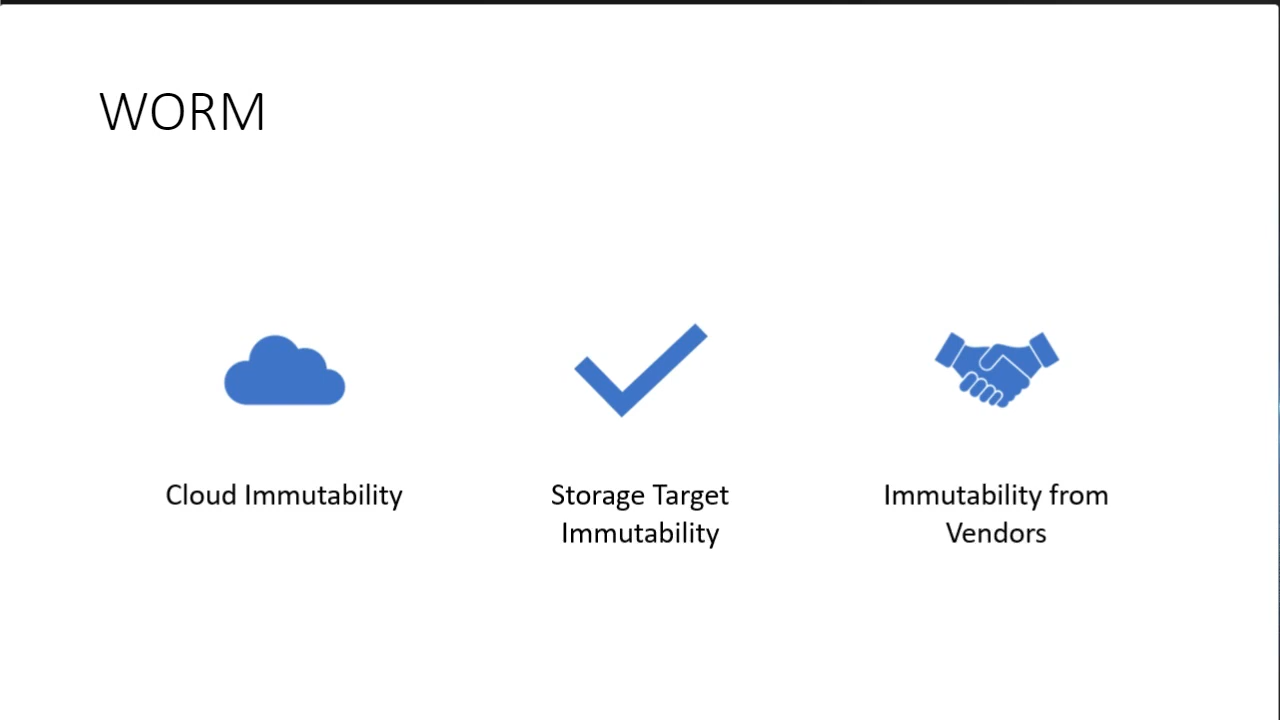 WORM
Cloud Immutability
Storage Target
Immutability
Immutability from
Vendors